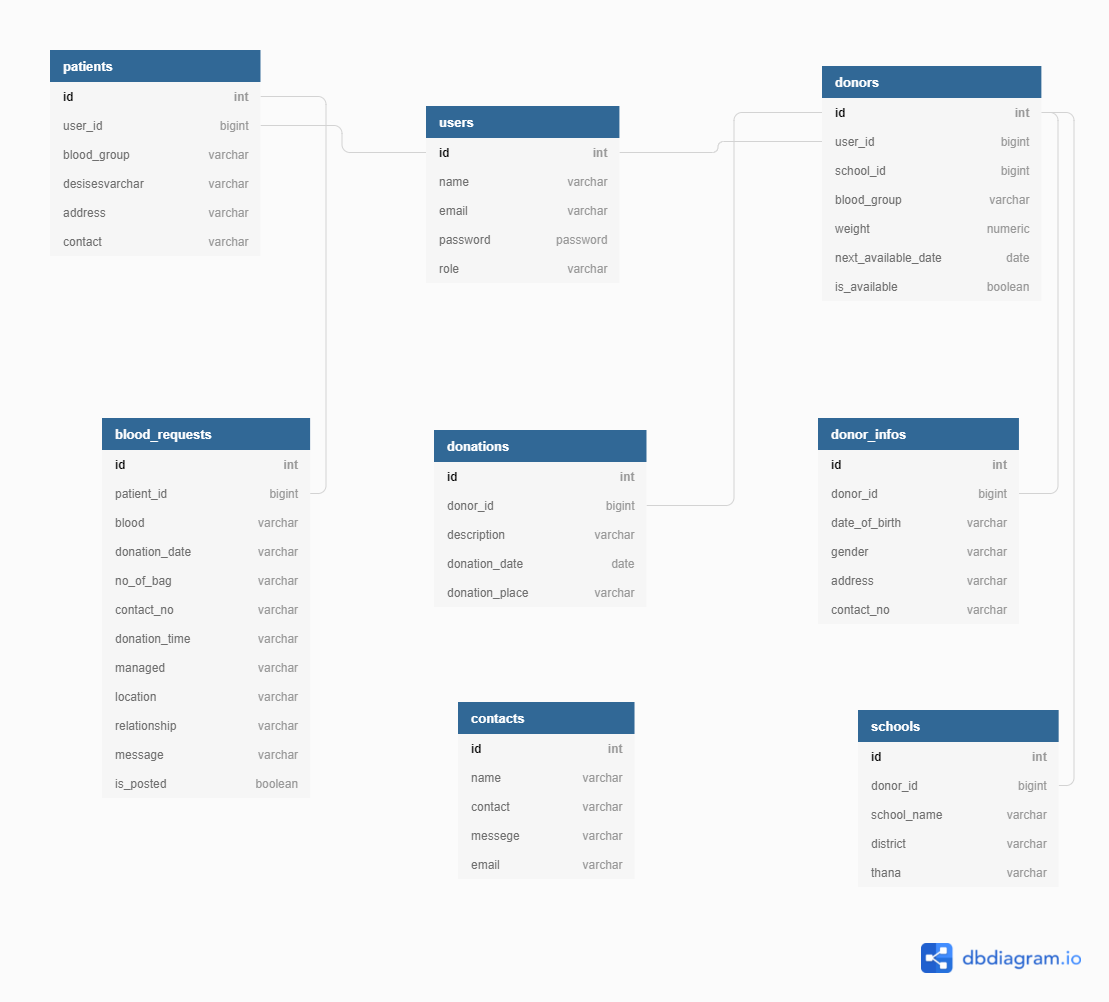 patients
id int
user_id bigint
blood_group varchar
desisesvarchar varchar
address varchar
contact varchar
users
id int
name varchar
email varchar
password password
role varchar
donors
id int
user_id bigint
school_id bigint
blood_group varchar
weight numeric
next_available_date date
is_available boolean
blood_requests
id int
patient_id bigint
blood varchar
donation_date varchar
no_of_bag varchar
contact_no varchar
donation_time varchar
managed varchar
location varchar
relationship varchar
message varchar
is_posted boolean
donations
id int
donor_id bigint
description varchar
donation_date date
donation_place varchar
donor_infos
id int
donor_id bigint
date_of_birth varchar
gender varchar
address varchar
contact_no varchar
contacts
id int
name varchar
contact varchar
messege varchar
email varchar
schools
id int
donor_id bigint
school_name varchar
district varchar
thana varchar
dbdiagram.io